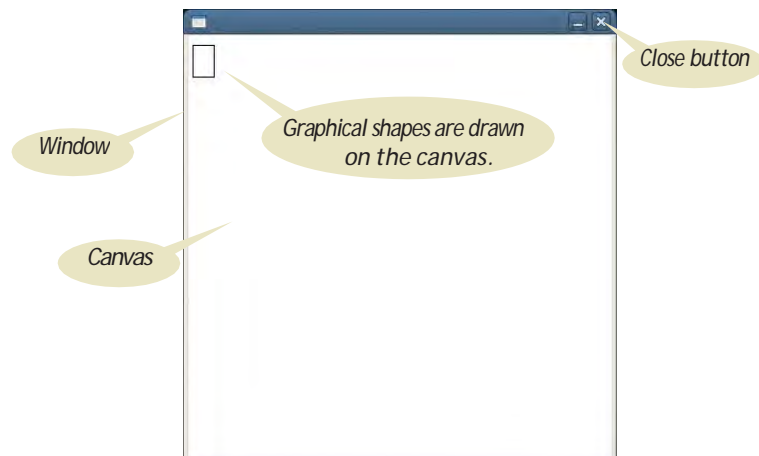 Close button
Graphical shapes are drawn
on the canvas.
Window
Canvas